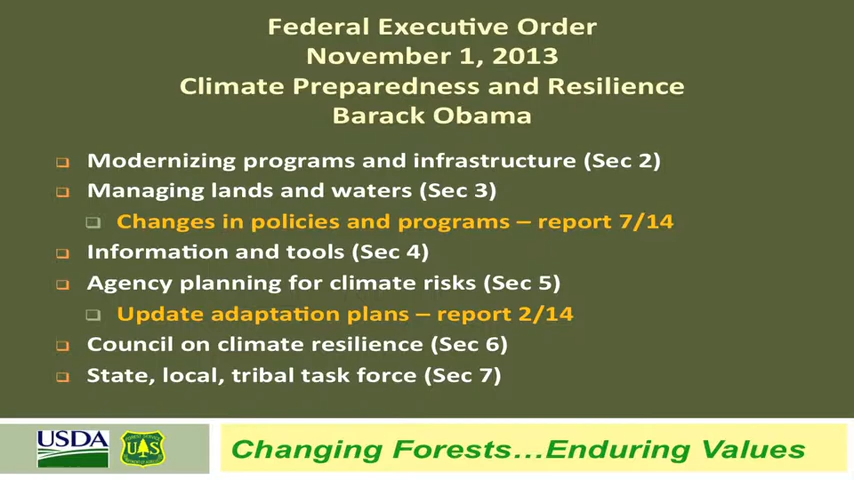 Federal Executive Order
November 1, 2013
Climate Preparedness and Resilience
Barack Obama
Modernizing programs and infrastructure (Sec 2)
Managing lands and waters (Sec 3)
Changes in policies and programs – report 7/14
Information and tools (Sec 4)
Agency planning for climate risks (Sec 5)
Update adaptation plans – report 2/14
Council on climate resilience (Sec 6)
State, local, tribal task force (Sec 7)
USDA
FOREST SERVICE
U S
Changing Forests…Enduring Values